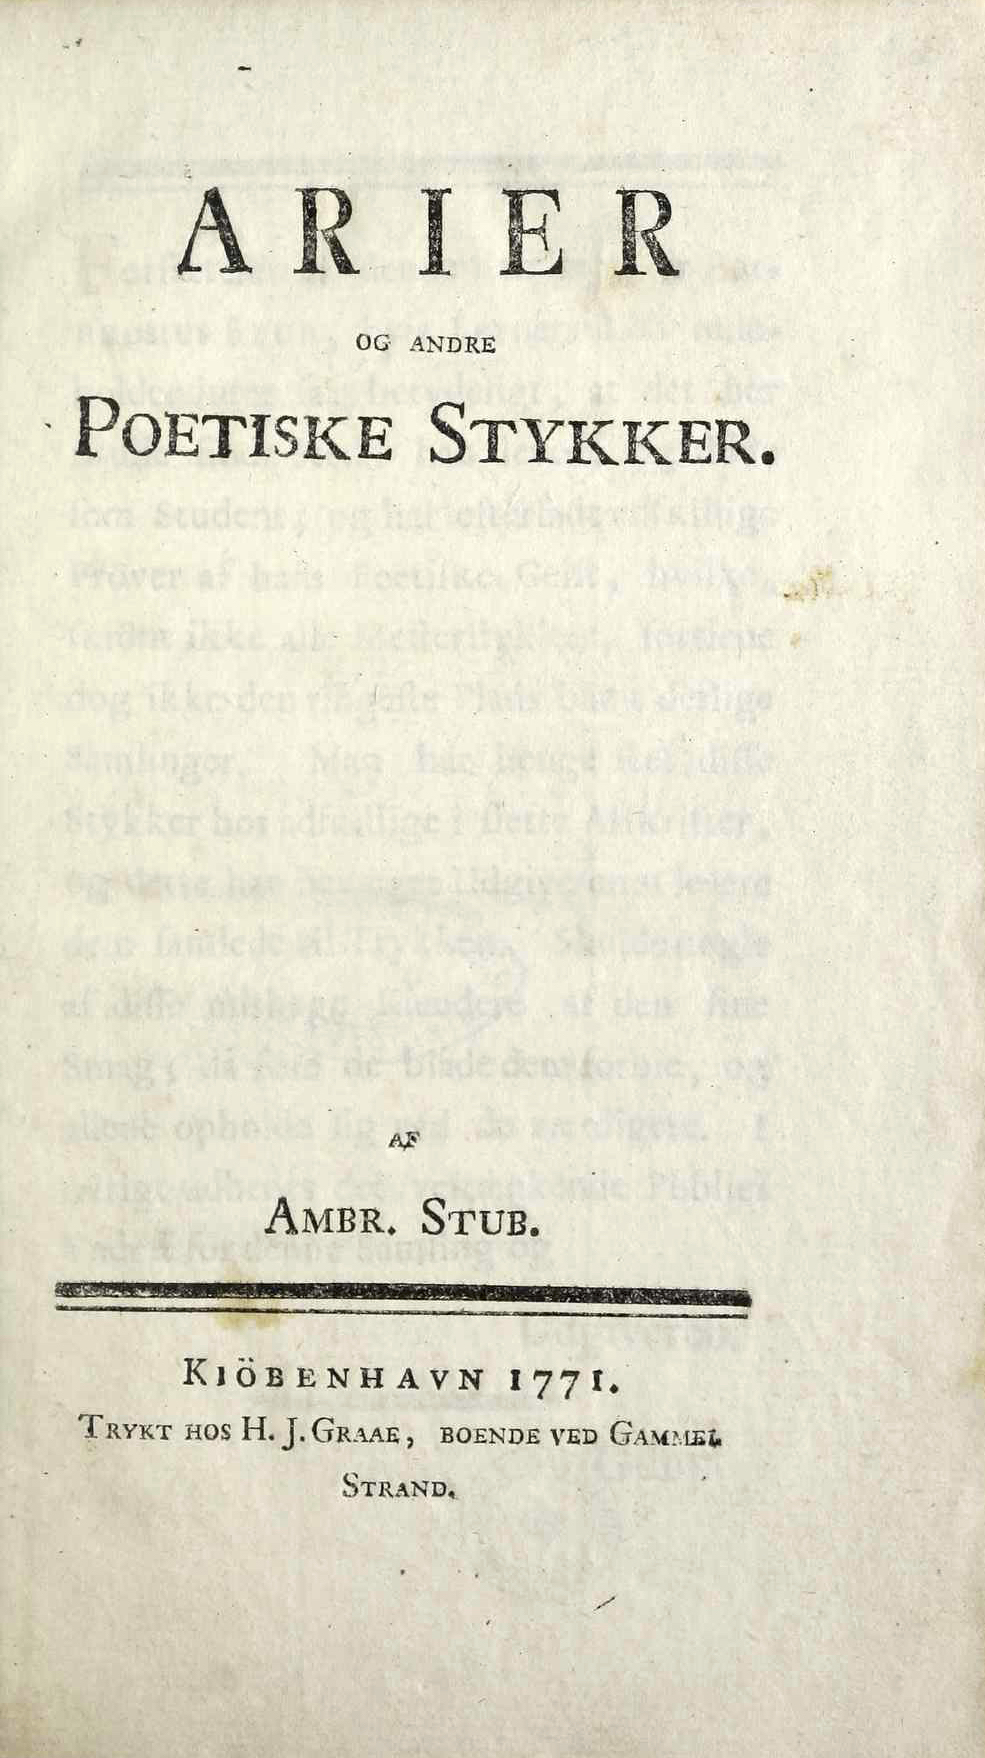 ARIER
OG ANDRE
POETISKE STYKKER.
AF
AMBR. STUB.
KIÖBENHAVN 1771.
TRYKT HOS H. J. GRAAE, BOENDE VED GAMMEL
STRAND.